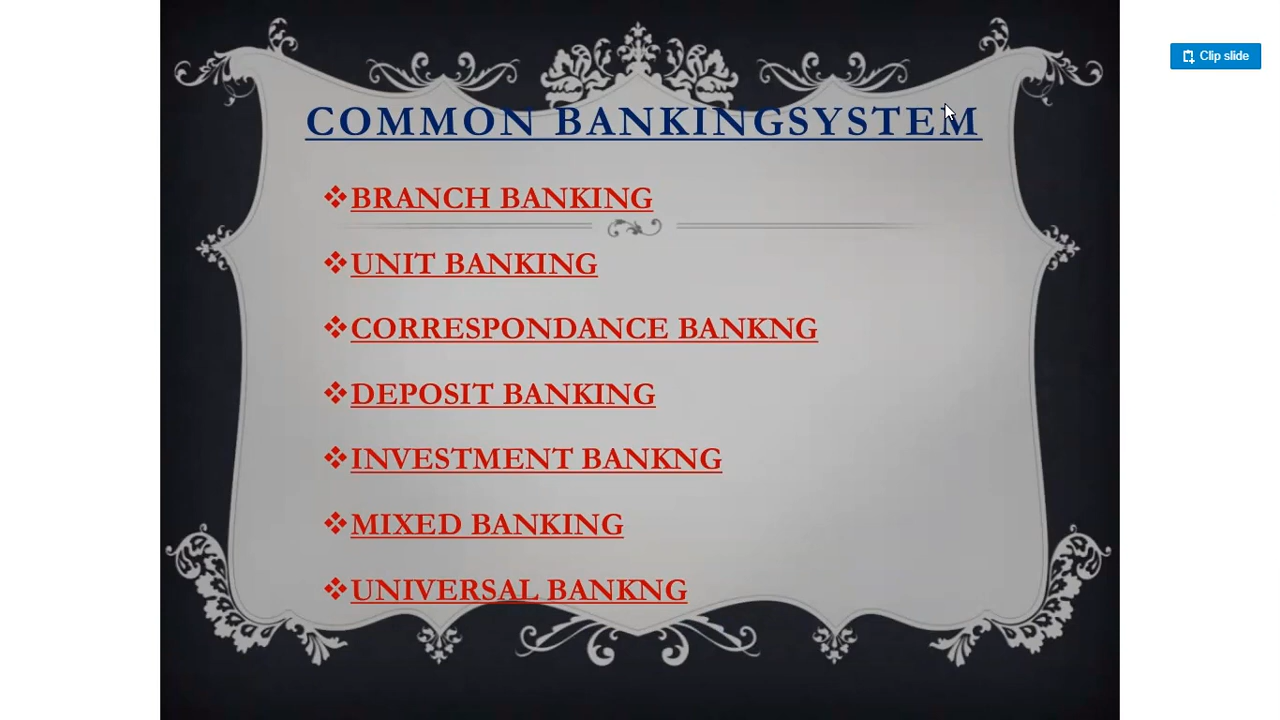 Clip slide
COMMON BANKINGSYSTEM
❖BRANCH BANKING
❖UNIT BANKING
❖CORRESPONDANCE BANKNG
❖DEPOSIT BANKING
❖INVESTMENT BANKNG
❖MIXED BANKING
❖UNIVERSAL BANKNG